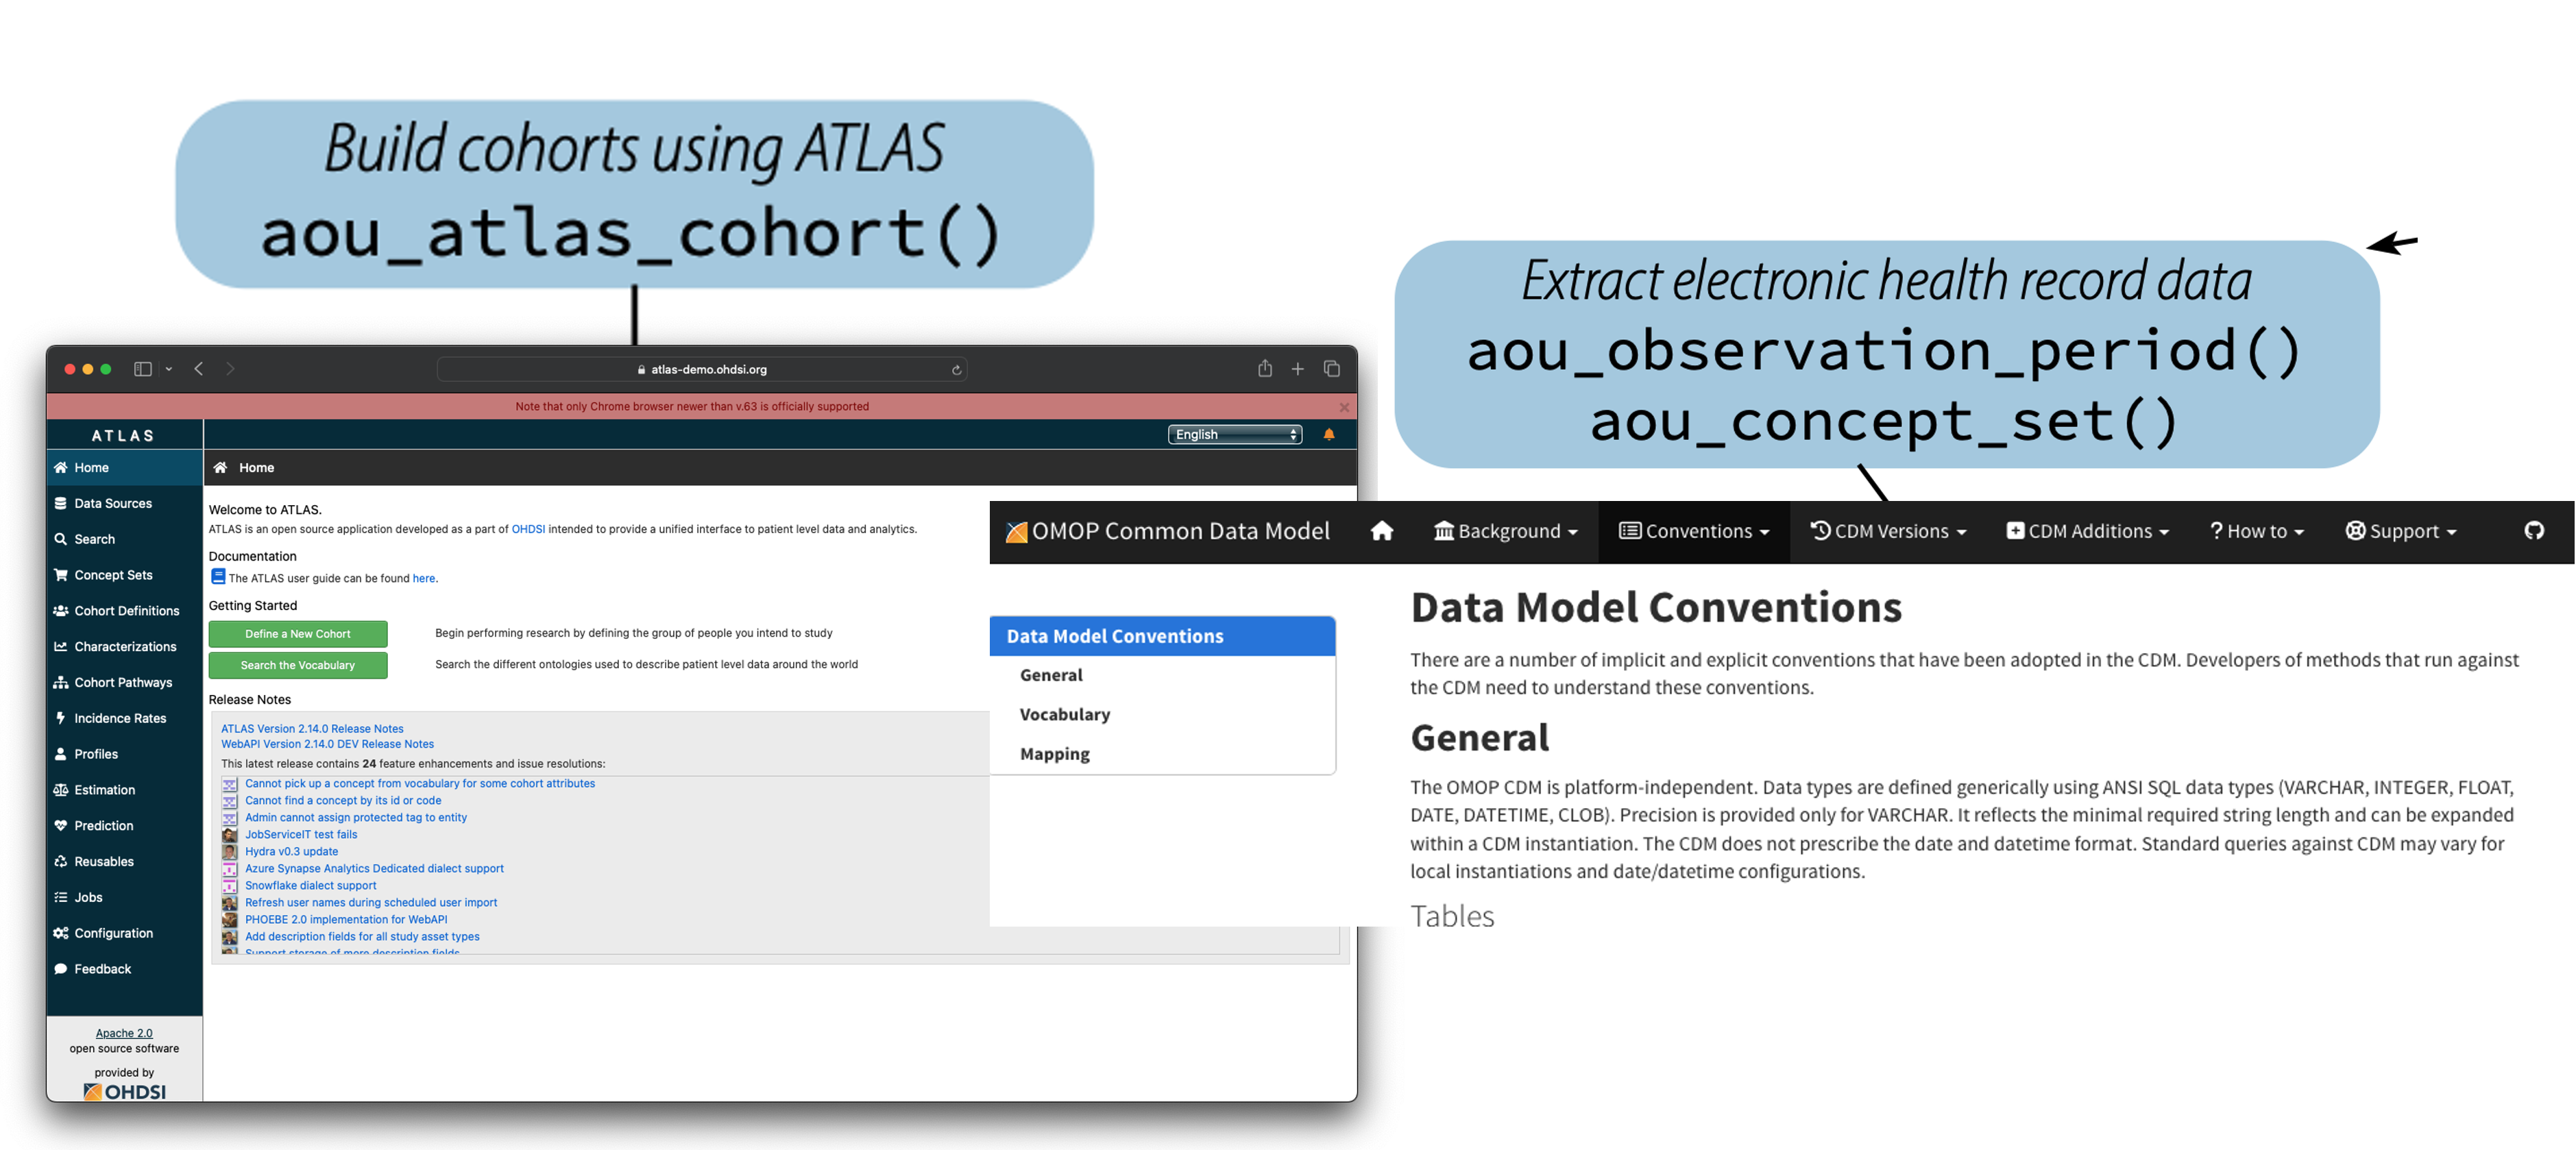 Build cohorts using ATLAS
aou_atlas_cohort()
Extract electronic health record data
aou_observation_period()
aou_concept_set()
atlas-demo.ohdsi.org
Note that only Chrome browser newer than v.63 is officially supported
ATLAS
English
Home
Data Sources
Search
Concept Sets
Cohort Definitions
Characterizations
Cohort Pathways
Incidence Rates
Profiles
Estimation
Prediction
Reusables
Jobs
Configuration
Feedback
Apache 2.0
open source software
provided by
OHDSI
Home
Welcome to ATLAS.
ATLAS is an open source application developed as a part of OHDSI intended to provide a unified interface to patient level data and analytics.
Documentation
The ATLAS user guide can be found here.
Getting Started
Define a New Cohort Begin performing research by defining the group of people you intend to study
Search the Vocabulary Search the different ontologies used to describe patient level data around the world
Release Notes
ATLAS Version 2.14.0 Release Notes
WebAPI Version 2.14.0 DEV Release Notes
This latest release contains 24 feature enhancements and issue resolutions:
Cannot pick up a concept from vocabulary for some cohort attributes
Cannot find a concept by its id or code
Admin cannot assign protected tag to entity
JobServiceIT test fails
Hydra v0.3 update
Azure Synapse Analytics Dedicated dialect support
Snowflake dialect support
Refresh user names during scheduled user import
PHOEBE 2.0 implementation for WebAPI
Add description fields for all study asset types
Support storage of more description fields
OMOP Common Data Model Background Conventions CDM Versions CDM Additions ? How to Support
Data Model Conventions
General
Vocabulary
Mapping
Data Model Conventions
There are a number of implicit and explicit conventions that have been adopted in the CDM. Developers of methods that run against
the CDM need to understand these conventions.
General
The OMOP CDM is platform-independent. Data types are defined generically using ANSI SQL data types (VARCHAR, INTEGER, FLOAT,
DATE, DATETIME, CLOB). Precision is provided only for VARCHAR. It reflects the minimal required string length and can be expanded
within a CDM instantiation. The CDM does not prescribe the date and datetime format. Standard queries against CDM may vary for
local instantiations and date/datetime configurations.
Tables